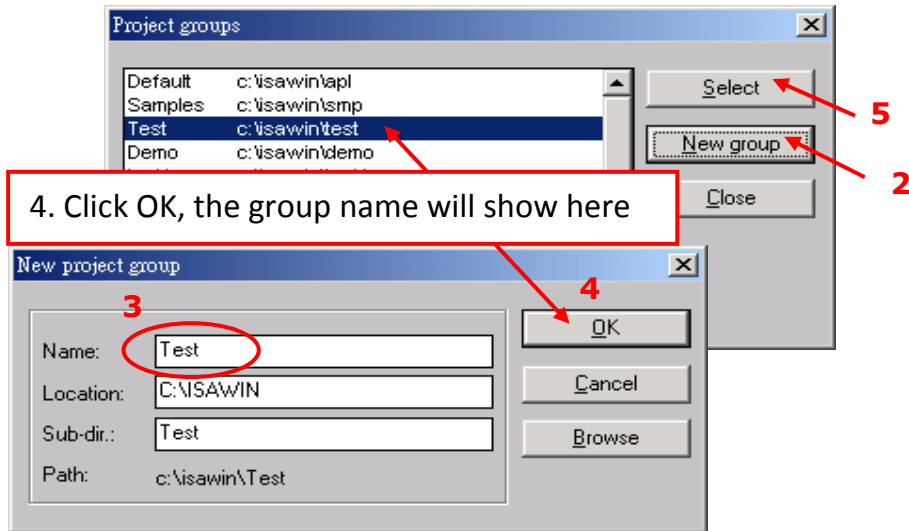 Project groups
Default c:\isawin\apl
Samples c:\isawin\smp
Test c:\isawin\test
Demo c:\isawin\demo
Select
5
New group
2
Close
4. Click OK, the group name will show here
New project group
3
4
Name: Test
OK
Location: C:\ISAWIN
Cancel
Sub-dir.: Test
Browse
Path: c:\isawin\Test